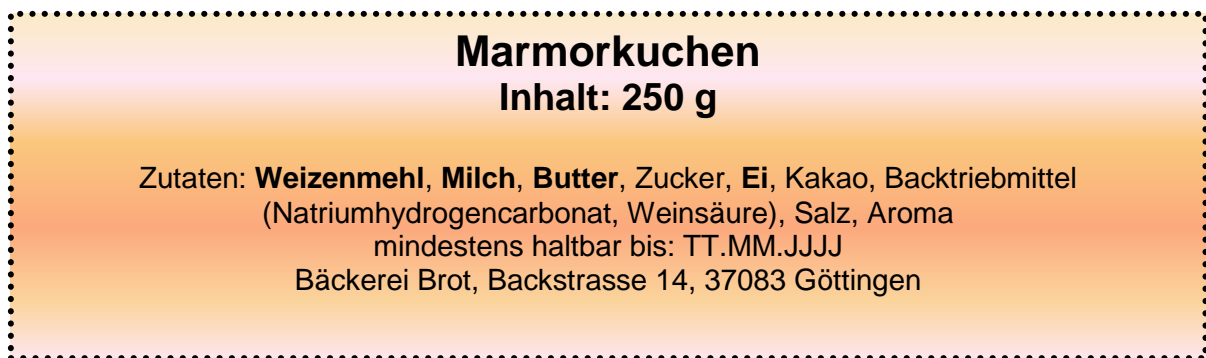 Marmorkuchen
Inhalt: 250 g
Zutaten: Weizenmehl, Milch, Butter, Zucker, Ei, Kakao, Backtriebmittel
(Natriumhydrogencarbonat, Weinsäure), Salz, Aroma
mindestens haltbar bis: TT.MM.JJJJ
Bäckerei Brot, Backstrasse 14, 37083 Göttingen